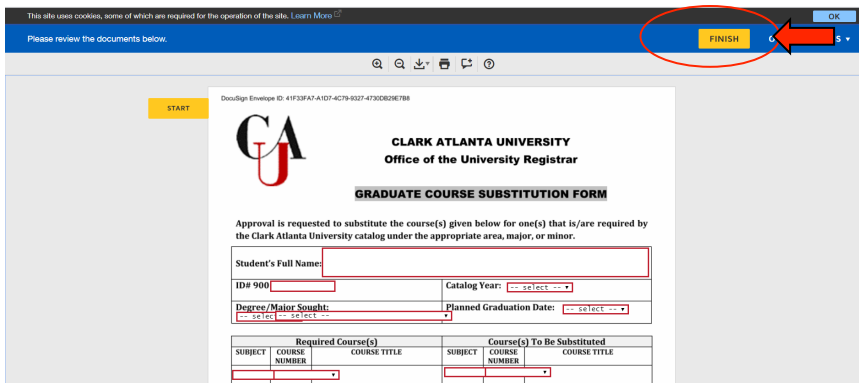 This site uses cookies, some of which are required for the operation of the site. Learn More
OK
Please review the documents below.
FINISH
S
START
DocuSign Envelope ID: 41F33FA7-A1D7-4C79-9327-4730DB29E7B8
CAU
CLARK ATLANTA UNIVERSITY
Office of the University Registrar
GRADUATE COURSE SUBSTITUTION FORM
Approval is requested to substitute the course(s) given below for one(s) that is/are required by
the Clark Atlanta University catalog under the appropriate area, major, or minor.
Student's Full Name:
ID# 900
Catalog Year: -- select --
Degree/Major Sought:
Planned Graduation Date: -- select --
-- selec -- select --
Required Course(s) Course(s) To Be Substituted
SUBJECT COURSE NUMBER COURSE TITLE SUBJECT COURSE NUMBER COURSE TITLE